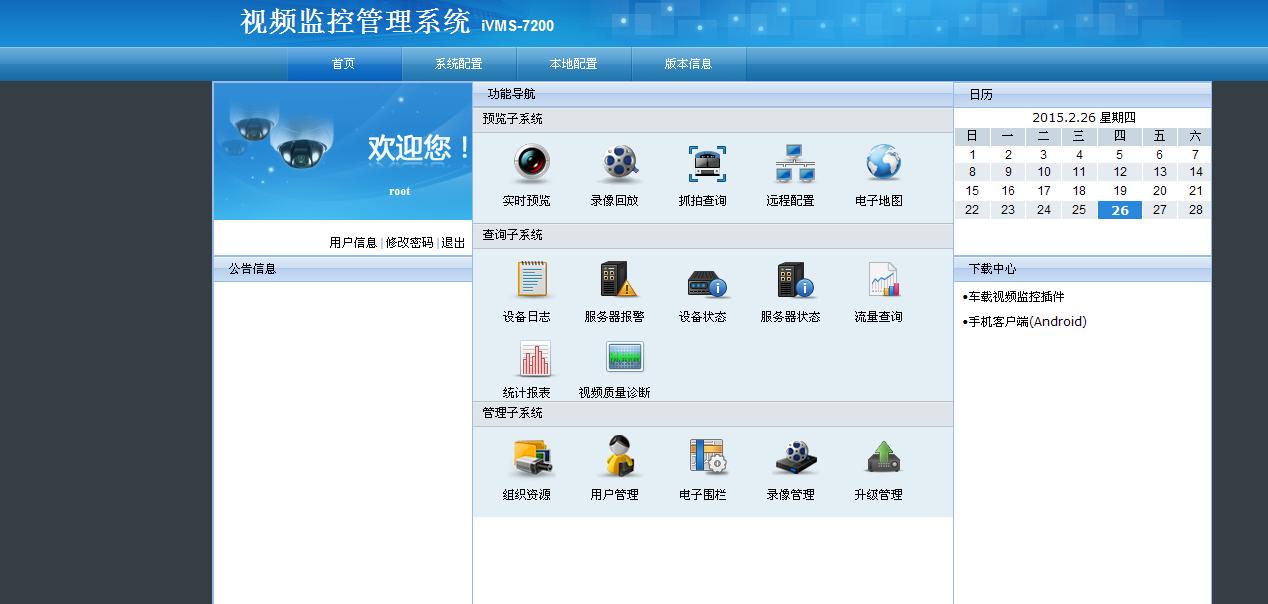 视频监控管理系统 iVMS-7200
首页 系统配置 本地配置 版本信息
欢迎您！
root
用户信息 | 修改密码 | 退出
公告信息
功能导航
预览子系统
实时预览 录像回放 抓拍查询 远程配置 电子地图
查询子系统
设备日志 服务器报警 设备状态 服务器状态 流量查询
统计报表 视频质量诊断
管理子系统
组织资源 用户管理 电子围栏 录像管理 升级管理
日历
2015.2.26 星期四
日 一 二 三 四 五 六
1 2 3 4 5 6 7
8 9 10 11 12 13 14
15 16 17 18 19 20 21
22 23 24 25 26 27 28
下载中心
•车载视频监控插件
•手机客户端(Android)